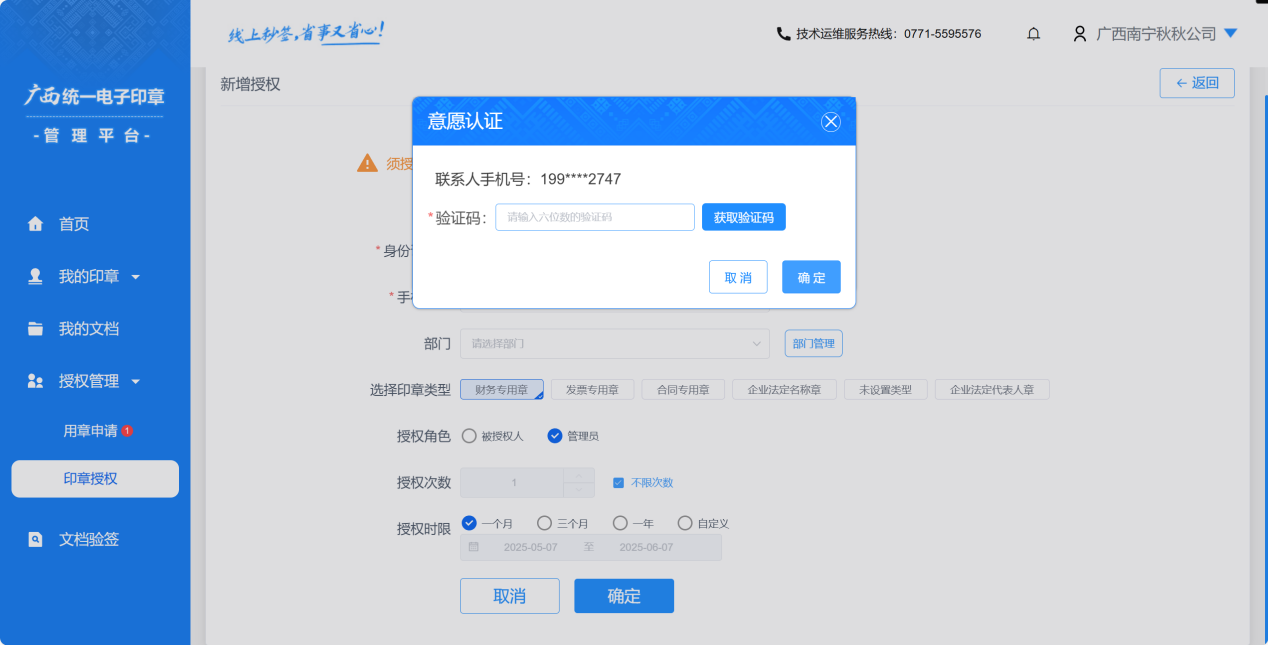 线上秒签,省事又省心!
技术运维服务热线：0771-5595576
广西南宁秋秋公司
广西统一电子印章
-管 理 平 台-
首页
我的印章
我的文档
授权管理
用章申请 1
印章授权
文档验签
新增授权
返回
意愿认证
须授
联系人手机号：199****2747
*验证码：
请输入六位数的验证码
获取验证码
取 消
确 定
*身份
*手
部门
请选择部门
部门管理
选择印章类型
财务专用章
发票专用章
合同专用章
企业法定名称章
未设置类型
企业法定代表人章
授权角色
被授权人
管理员
授权次数
1
不限次数
授权时限
一个月
三个月
一年
自定义
2025-05-07 至 2025-06-07
取消
确定